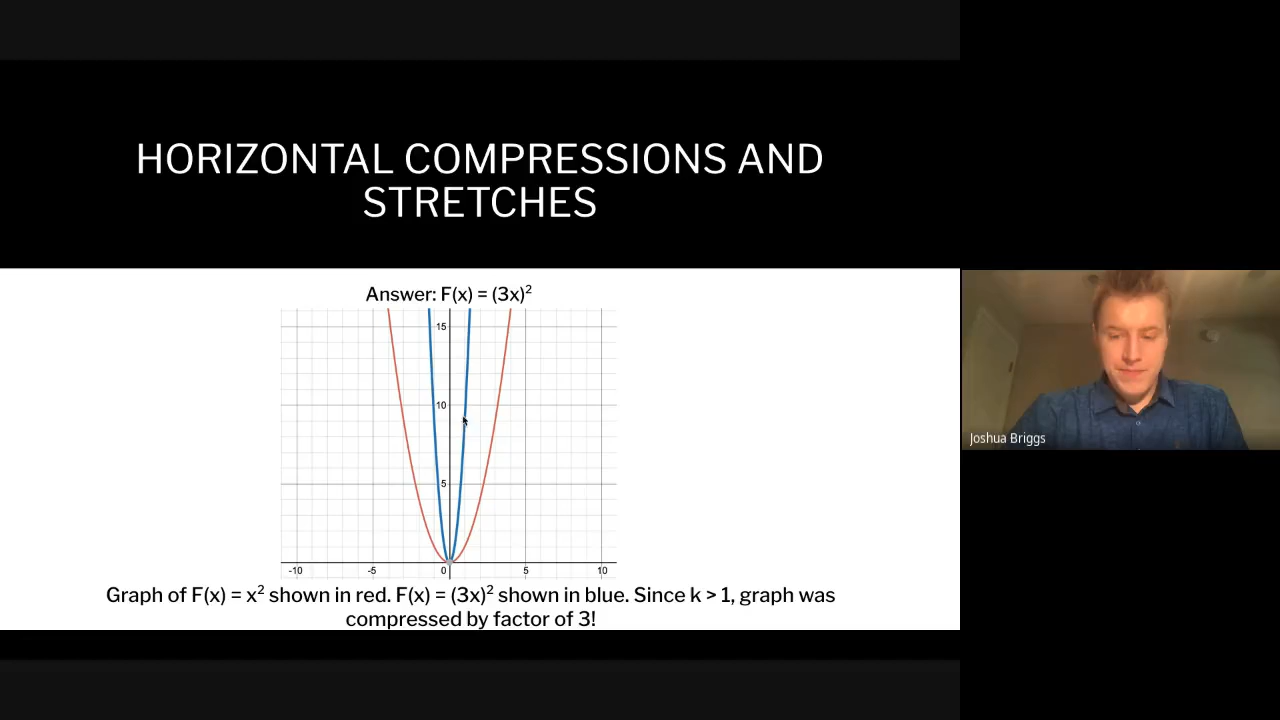 HORIZONTAL COMPRESSIONS AND
STRETCHES
Answer: F(x) = (3x)²
15
10
5
-10 -5 0 5 10
Graph of F(x) = x² shown in red. F(x) = (3x)² shown in blue. Since k > 1, graph was
compressed by factor of 3!
Joshua Briggs